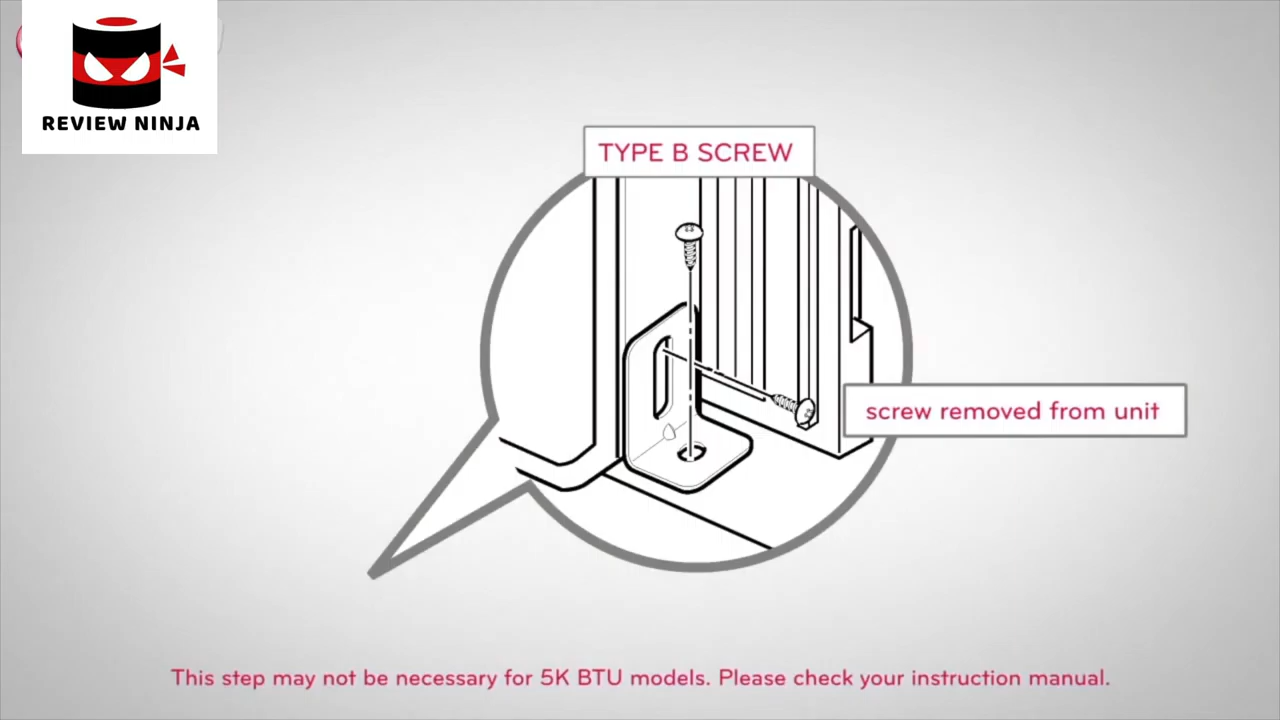 REVIEW NINJA
TYPE B SCREW
screw removed from unit
This step may not be necessary for 5K BTU models. Please check your instruction manual.